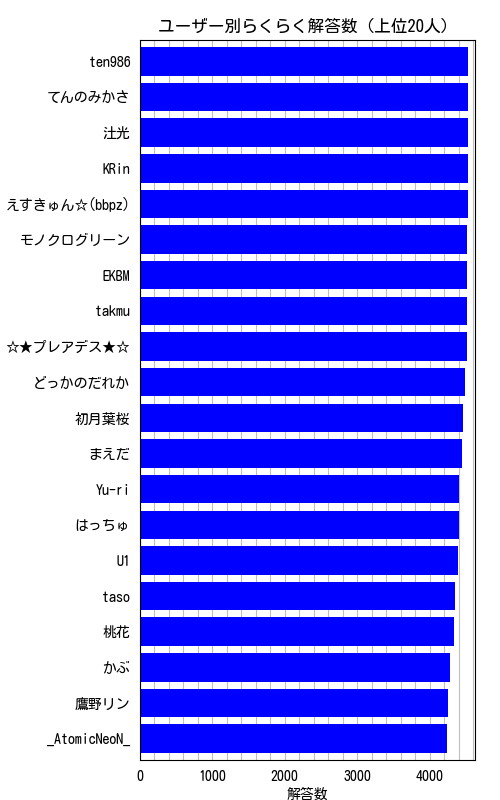 ユーザー別らくらく解答数（上位20人）
ten986
てんのみかさ
辻光
KRin
えすきゅん☆(bbpz)
モノクログリーン
EKBM
takmu
☆★プレアデス★☆
どっかのだれか
初月葉桜
まえだ
Yu-ri
はっちゅ
U1
taso
桃花
かぶ
鷹野リン
_AtomicNeoN_
0 1000 2000 3000 4000
解答数